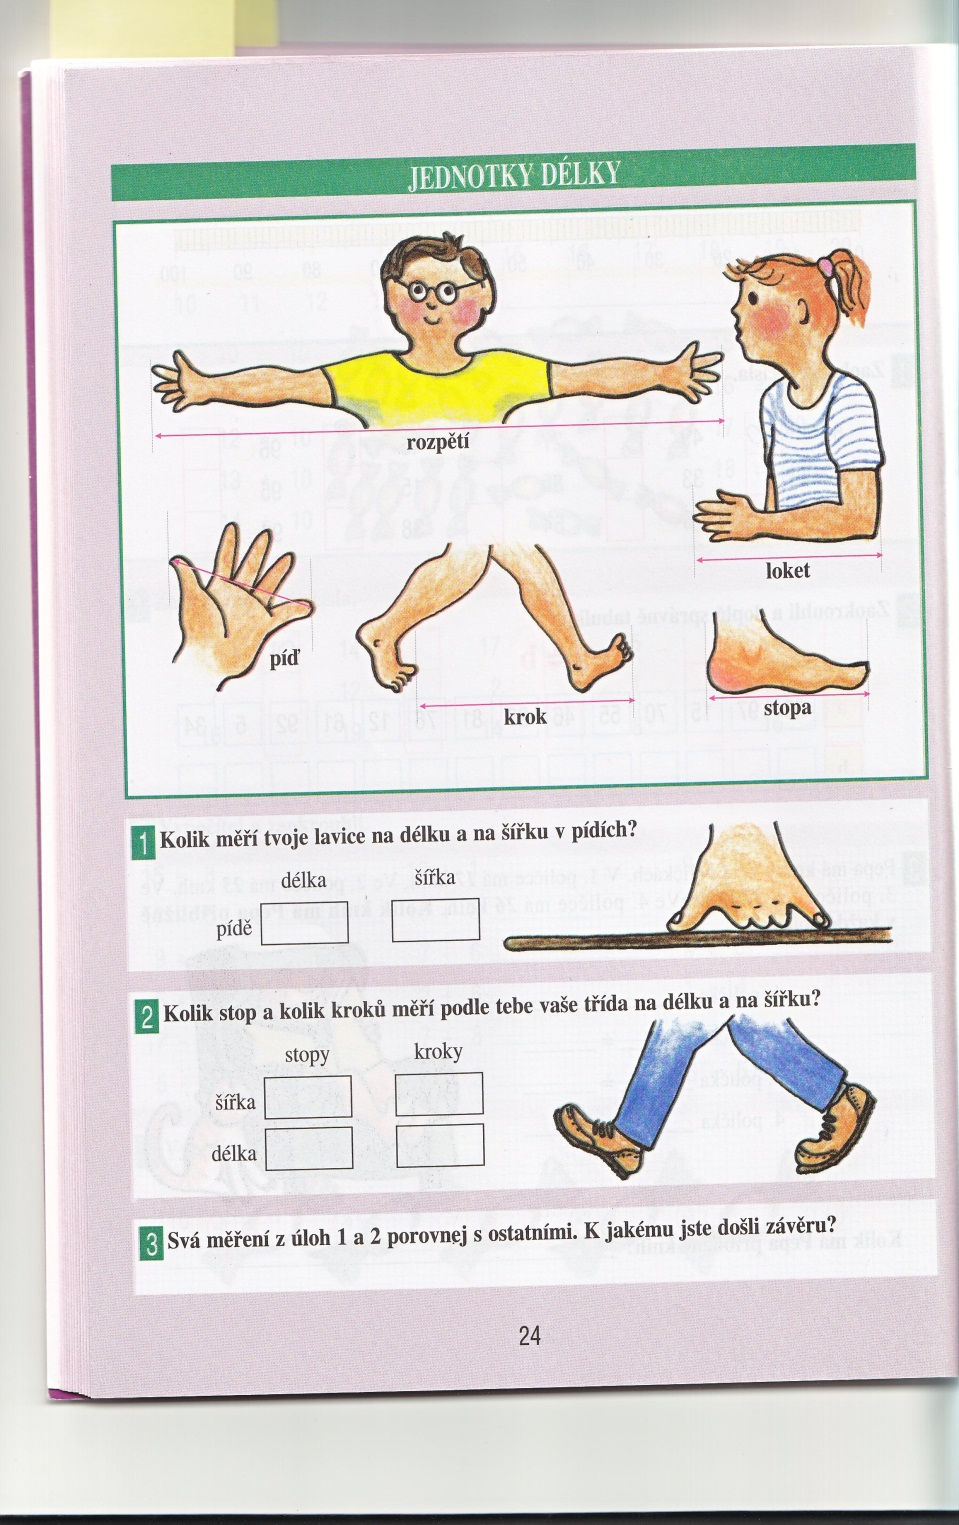 JEDNOTKY DÉLKY
rozpětí
loket
píď
krok
stopa
1 Kolik měří tvoje lavice na délku a na šířku v pídích?
délka šířka
pídě
2 Kolik stop a kolik kroků měří podle tebe vaše třída na délku a na šířku?
stopy kroky
šířka
délka
3 Svá měření z úloh 1 a 2 porovnej s ostatními. K jakému jste došli závěru?
24